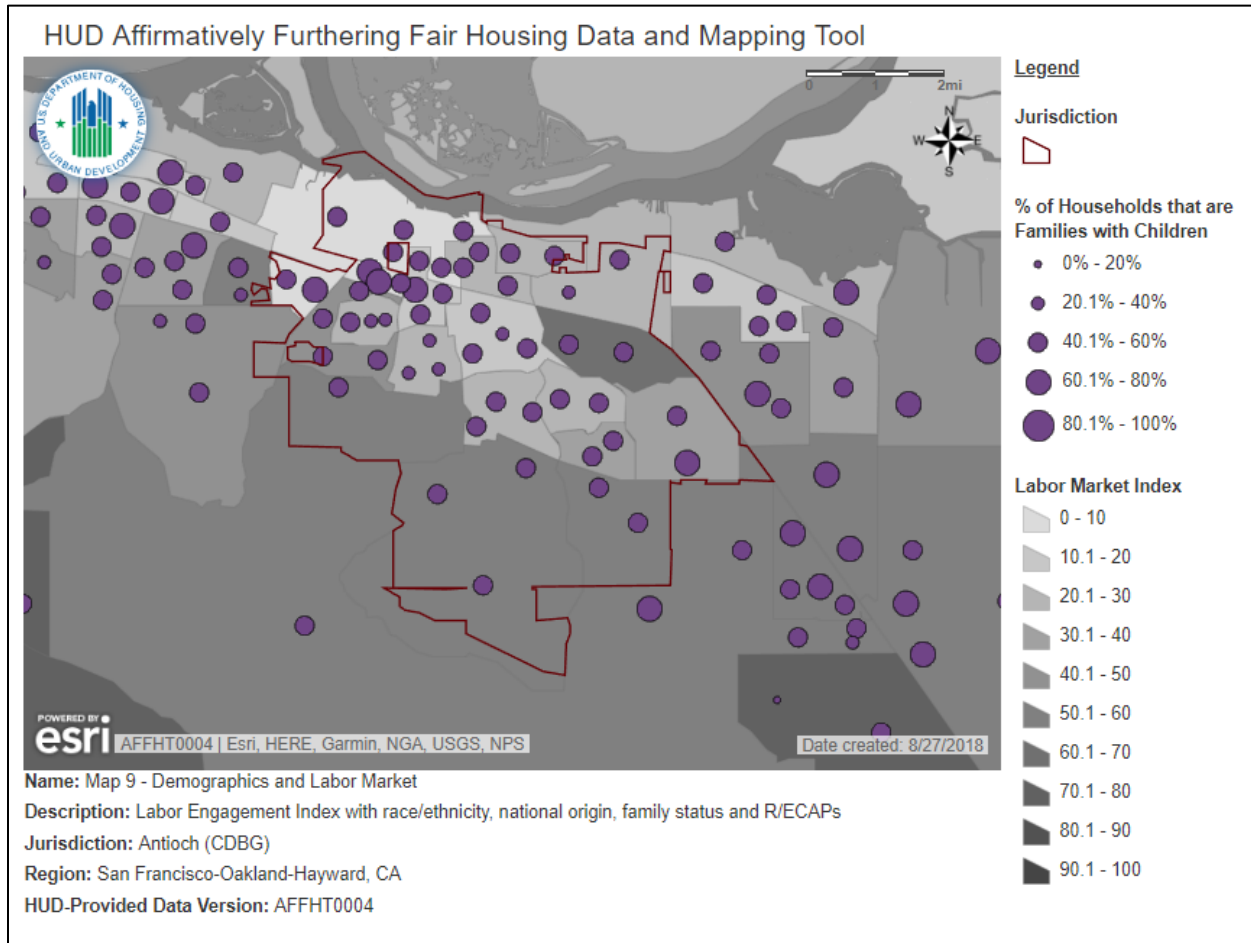 HUD Affirmatively Furthering Fair Housing Data and Mapping Tool
U.S. DEPARTMENT OF HOUSING
AND URBAN DEVELOPMENT
0 1 2mi
N
W E
S
POWERED BY
esri
AFFHT0004 | Esri, HERE, Garmin, NGA, USGS, NPS
Date created: 8/27/2018
Legend
Jurisdiction
% of Households that are
Families with Children
0% - 20%
20.1% - 40%
40.1% - 60%
60.1% - 80%
80.1% - 100%
Labor Market Index
0 - 10
10.1 - 20
20.1 - 30
30.1 - 40
40.1 - 50
50.1 - 60
60.1 - 70
70.1 - 80
80.1 - 90
90.1 - 100
Name: Map 9 - Demographics and Labor Market
Description: Labor Engagement Index with race/ethnicity, national origin, family status and R/ECAPs
Jurisdiction: Antioch (CDBG)
Region: San Francisco-Oakland-Hayward, CA
HUD-Provided Data Version: AFFHT0004